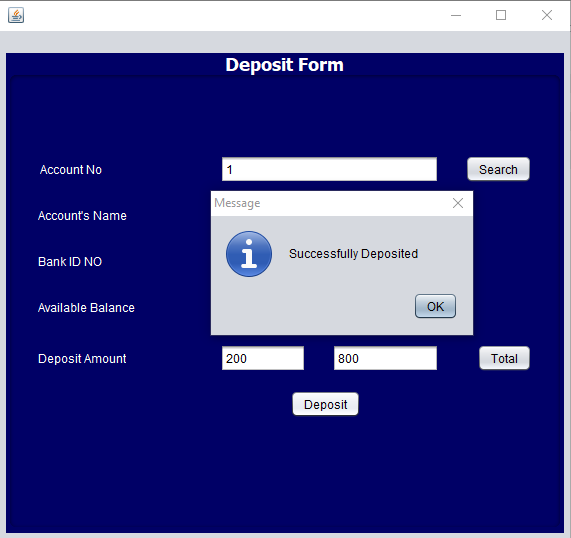 Deposit Form
Account No 1 Search
Message
Account's Name
Successfully Deposited
Bank ID NO
OK
Available Balance
Deposit Amount 200 800 Total
Deposit